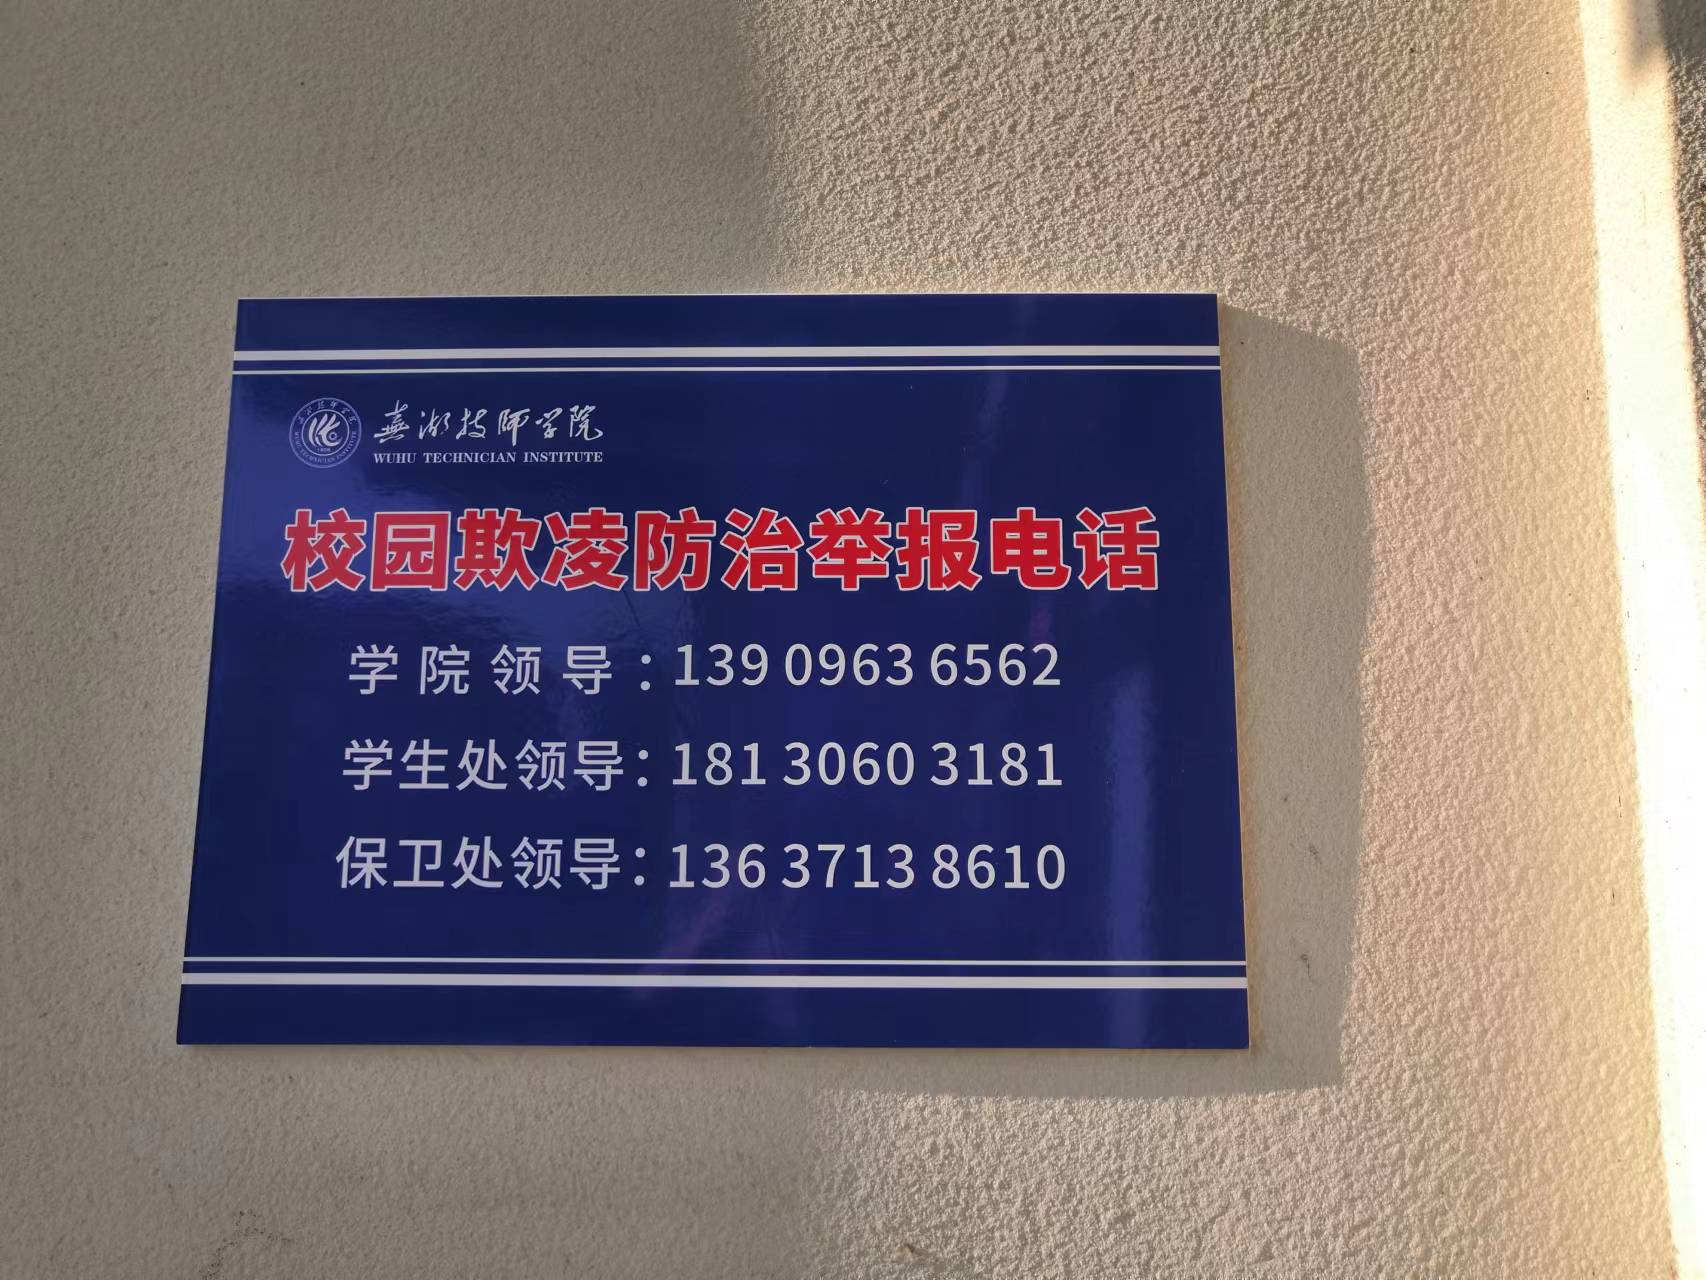 芜湖技师学院
WUHU TECHNICIAN INSTITUTE
校园欺凌防治举报电话
学院领导：139 0963 6562
学生处领导：181 3060 3181
保卫处领导：136 3713 8610